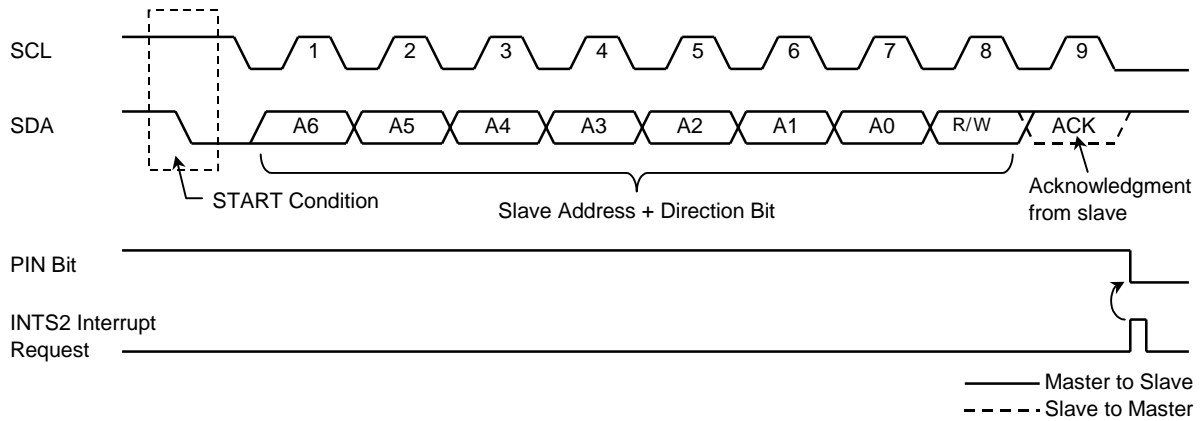 SCL
1 2 3 4 5 6 7 8 9
SDA
A6 A5 A4 A3 A2 A1 A0 R/W ACK
START Condition
Slave Address + Direction Bit
Acknowledgment
from slave
PIN Bit
INTS2 Interrupt
Request
Master to Slave
Slave to Master